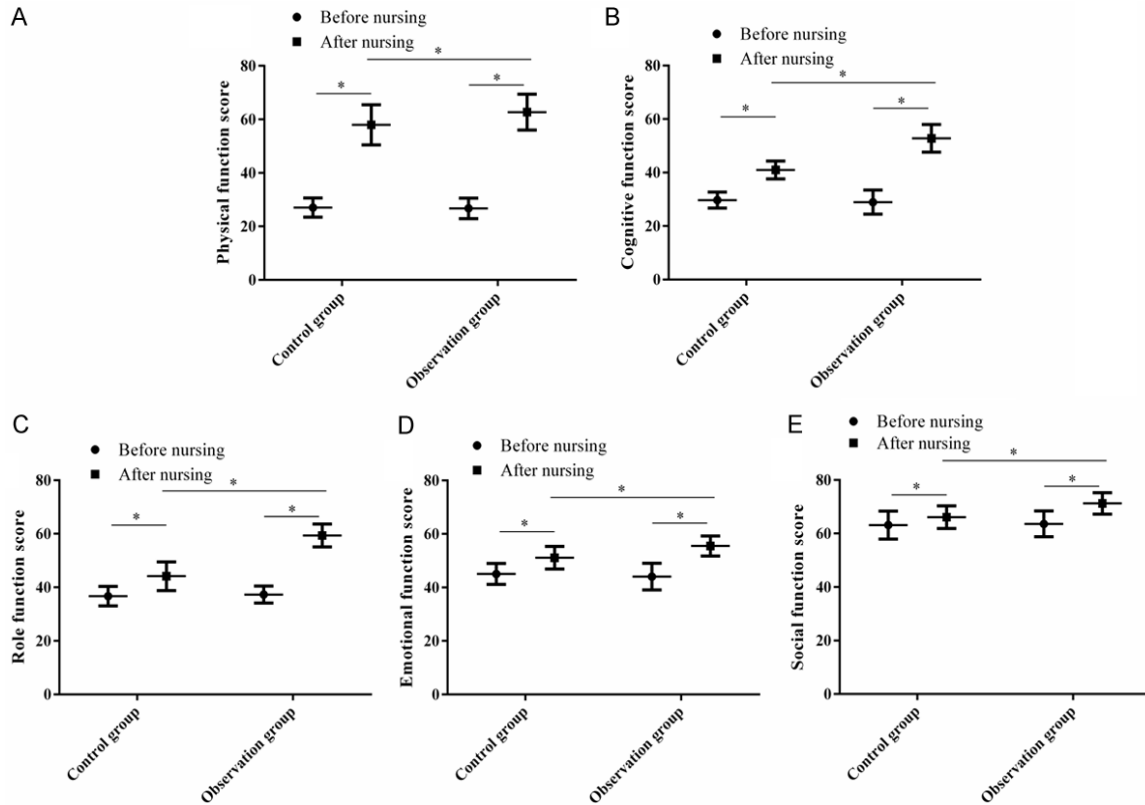 A
Before nursing
After nursing
*
*
*
80
60
40
20
0
Physical function score
Control group
Observation group
B
Before nursing
After nursing
*
*
*
80
60
40
20
0
Cognitive function score
Control group
Observation group
C
Before nursing
After nursing
*
*
*
80
60
40
20
0
Role function score
Control group
Observation group
D
Before nursing
After nursing
*
*
*
80
60
40
20
0
Emotional function score
Control group
Observation group
E
Before nursing
After nursing
*
*
*
80
60
40
20
0
Social function score
Control group
Observation group